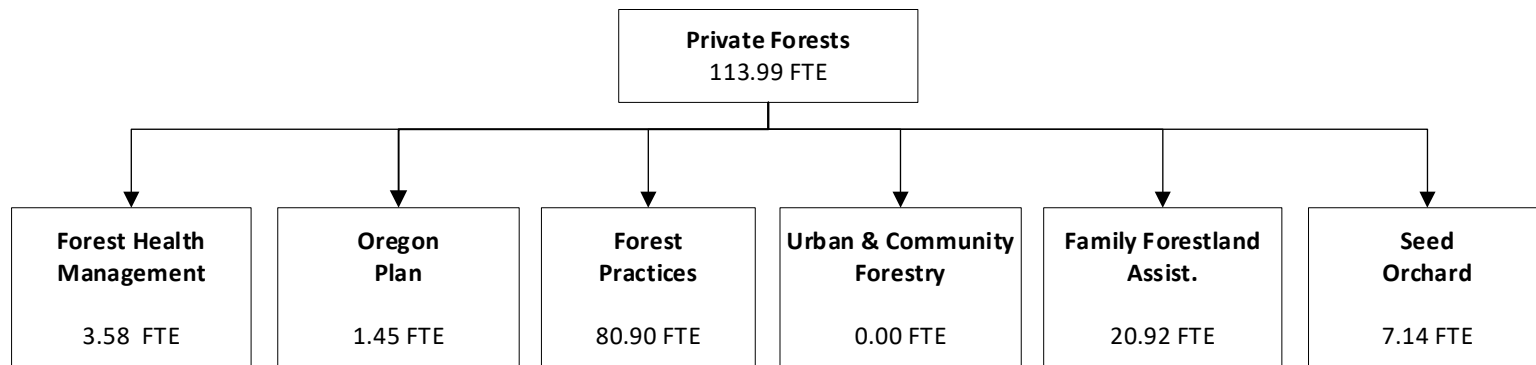 Private Forests
113.99 FTE
Forest Health
Management
3.58 FTE
Oregon
Plan
1.45 FTE
Forest
Practices
80.90 FTE
Urban & Community
Forestry
0.00 FTE
Family Forestland
Assist.
20.92 FTE
Seed
Orchard
7.14 FTE